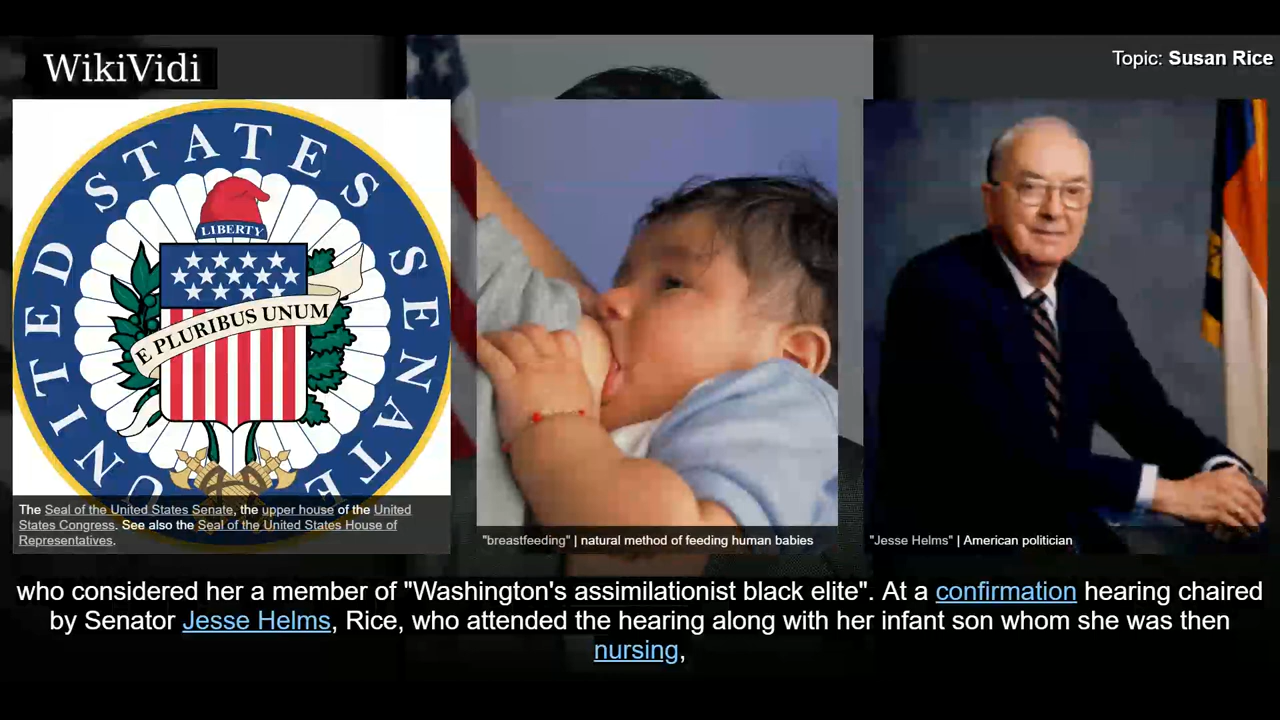 WikiVidi
Topic: Susan Rice
UNITED STATES SENATE
LIBERTY
E PLURIBUS UNUM
The Seal of the United States Senate, the upper house of the United
States Congress. See also the Seal of the United States House of
Representatives.
"breastfeeding" | natural method of feeding human babies
"Jesse Helms" | American politician
who considered her a member of "Washington's assimilationist black elite". At a confirmation hearing chaired
by Senator Jesse Helms, Rice, who attended the hearing along with her infant son whom she was then
nursing,